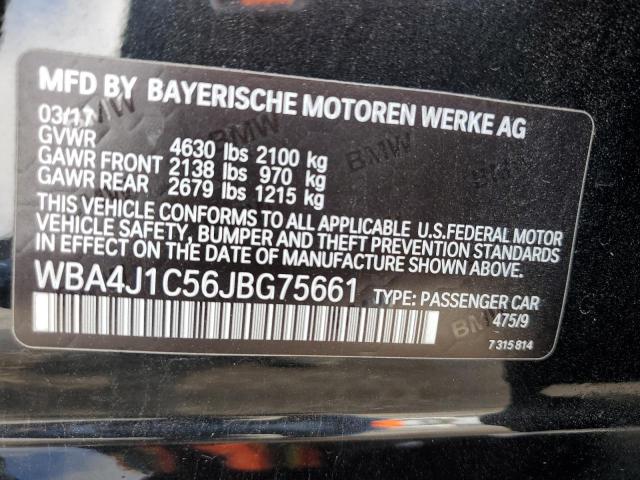 MFD BY BAYERISCHE MOTOREN WERKE AG
03/17
GVWR 4630 lbs 2100 kg
GAWR FRONT 2138 lbs 970 kg
GAWR REAR 2679 lbs 1215 kg
THIS VEHICLE CONFORMS TO ALL APPLICABLE U.S.FEDERAL MOTOR
VEHICLE SAFETY, BUMPER AND THEFT PREVENTION STANDARDS
IN EFFECT ON DATE OF MANUFACTURE SHOWN ABOVE.
WBA4J1C56JBG75661 TYPE: PASSENGER CAR
475/9
7 315 814